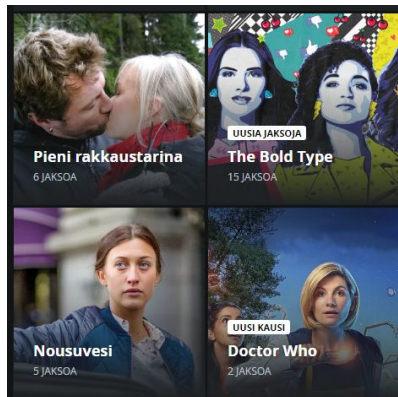 Pieni rakkaustarina
6 JAKSOA
UUSIA JAKSOJA
The Bold Type
15 JAKSOA
Nousuvesi
5 JAKSOA
UUSI KAUSI
Doctor Who
2 JAKSOA